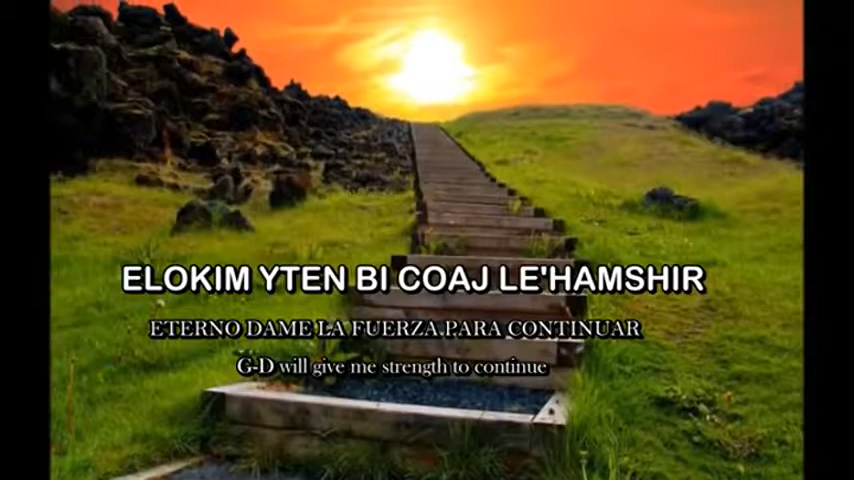 ELOKIM YTEN BI COAJ LE'HAMSHIR
ETERNO DAME LA FUERZA PARA CONTINUAR
G-D will give me strength to continue